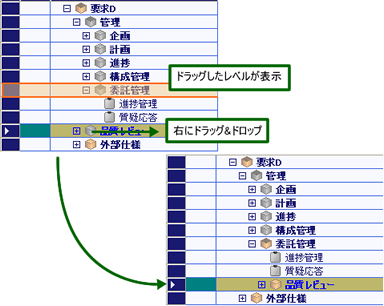 要求D
管理
企画
計画
進捗
構成管理
委託管理
進捗管理
質疑応答
品質レビュー
外部仕様
ドラッグしたレベルが表示
右にドラッグ&ドロップ
要求D
管理
企画
計画
進捗
構成管理
委託管理
進捗管理
質疑応答
品質レビュー
外部仕様